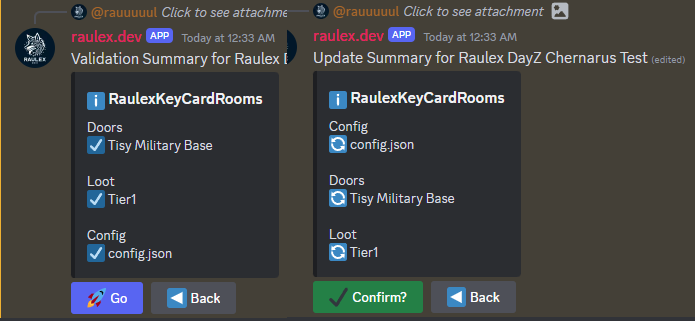 @rauuuuul Click to see attachment
RAULEX
raulex.dev APP Today at 12:33 AM
Validation Summary for Raulex
RaulexKeyCardRooms
Doors
Tisy Military Base
Loot
Tier1
Config
config.json
Go
Back
@rauuuuul Click to see attachment
raulex.dev APP Today at 12:33 AM
Update Summary for Raulex DayZ Chernarus Test (edited)
RaulexKeyCardRooms
Config
config.json
Doors
Tisy Military Base
Loot
Tier1
Confirm?
Back